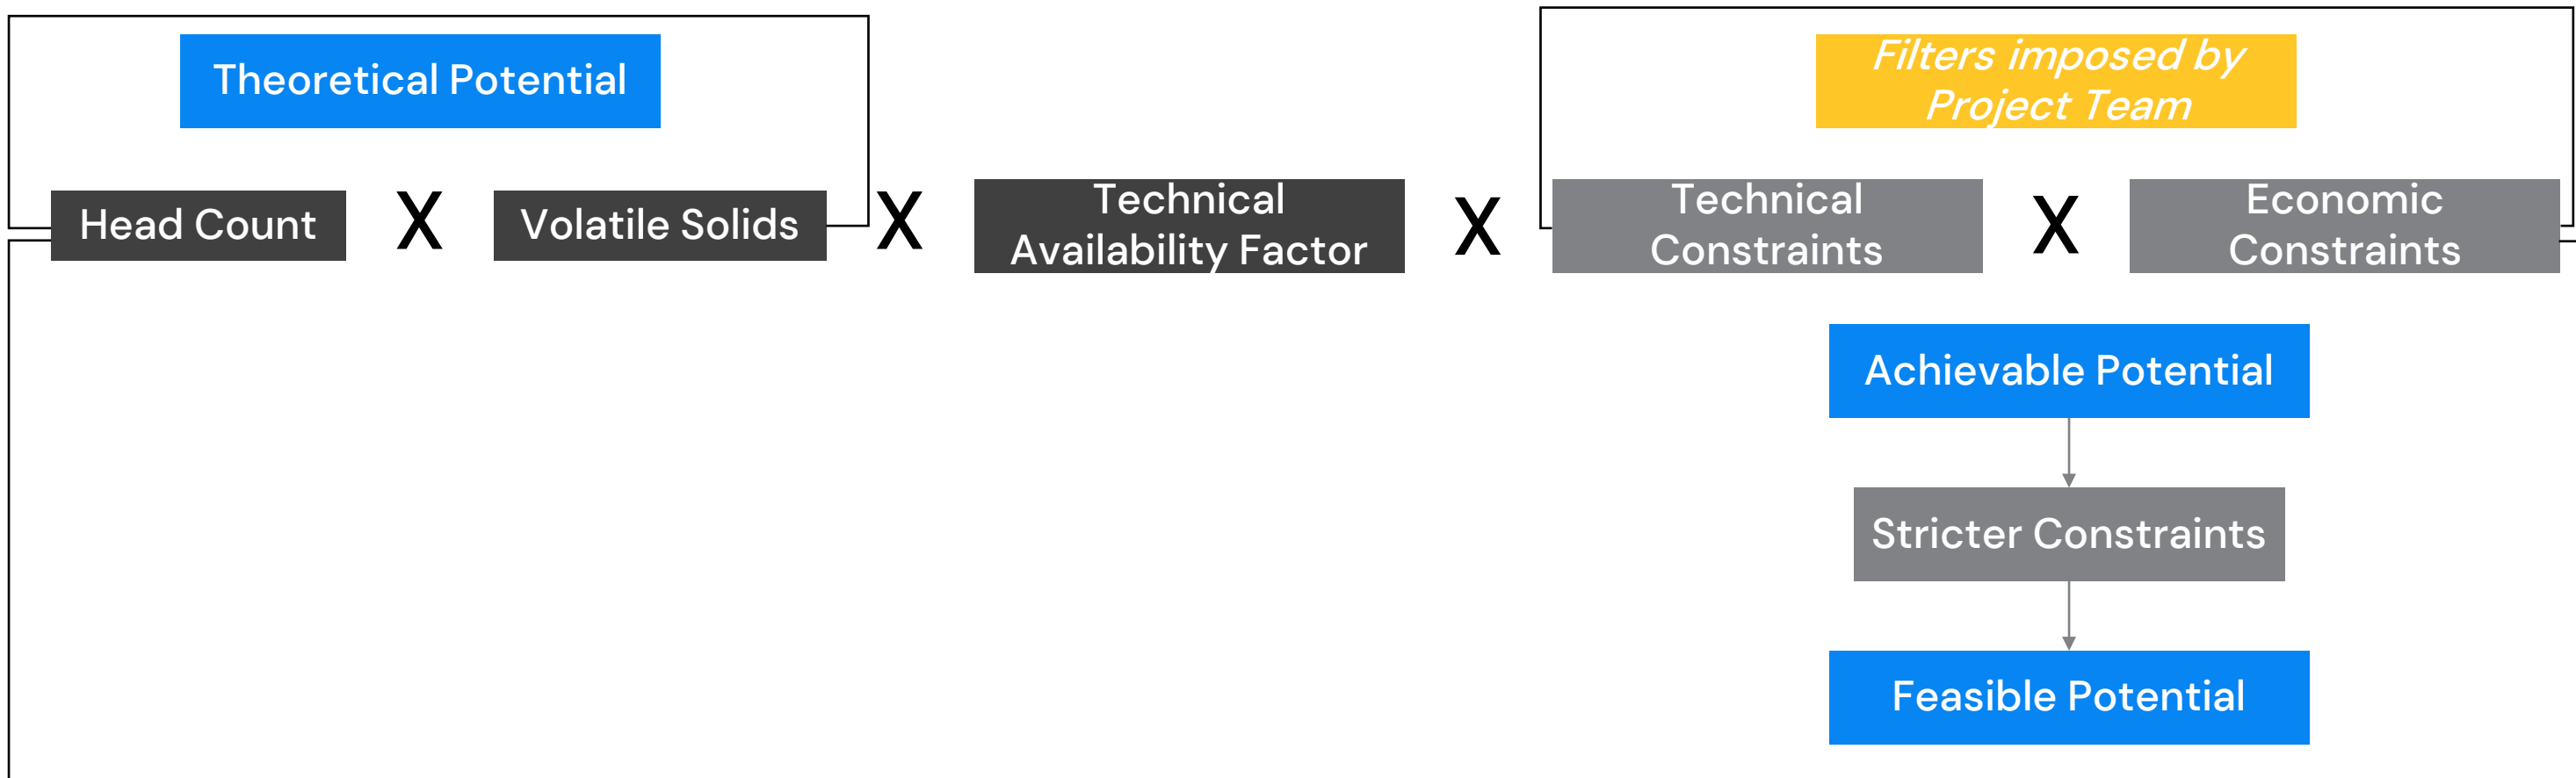 Theoretical Potential
Filters imposed by
Project Team
Head Count X Volatile Solids X Technical
Availability Factor X Technical
Constraints X Economic
Constraints
Achievable Potential
Stricter Constraints
Feasible Potential